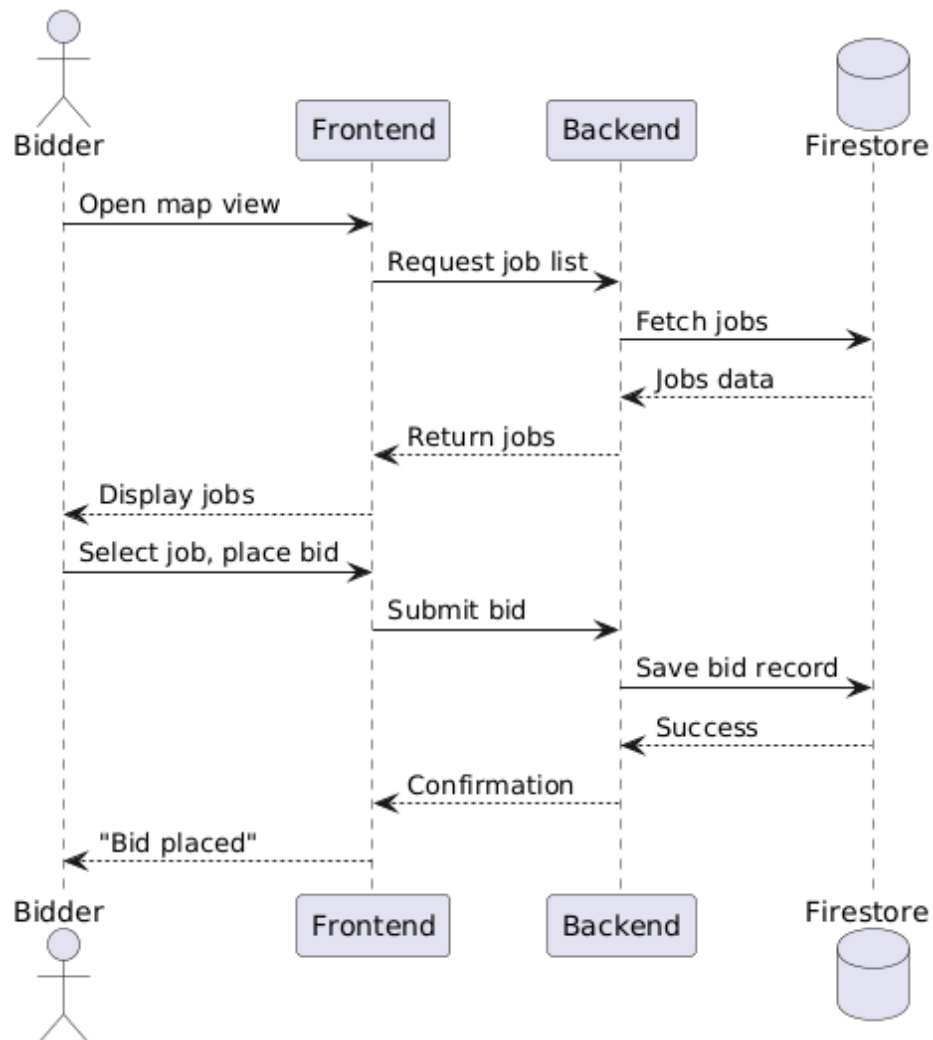 Bidder
Frontend
Backend
Firestore
Open map view
Request job list
Fetch jobs
Jobs data
Return jobs
Display jobs
Select job, place bid
Submit bid
Save bid record
Success
Confirmation
"Bid placed"
Bidder
Frontend
Backend
Firestore